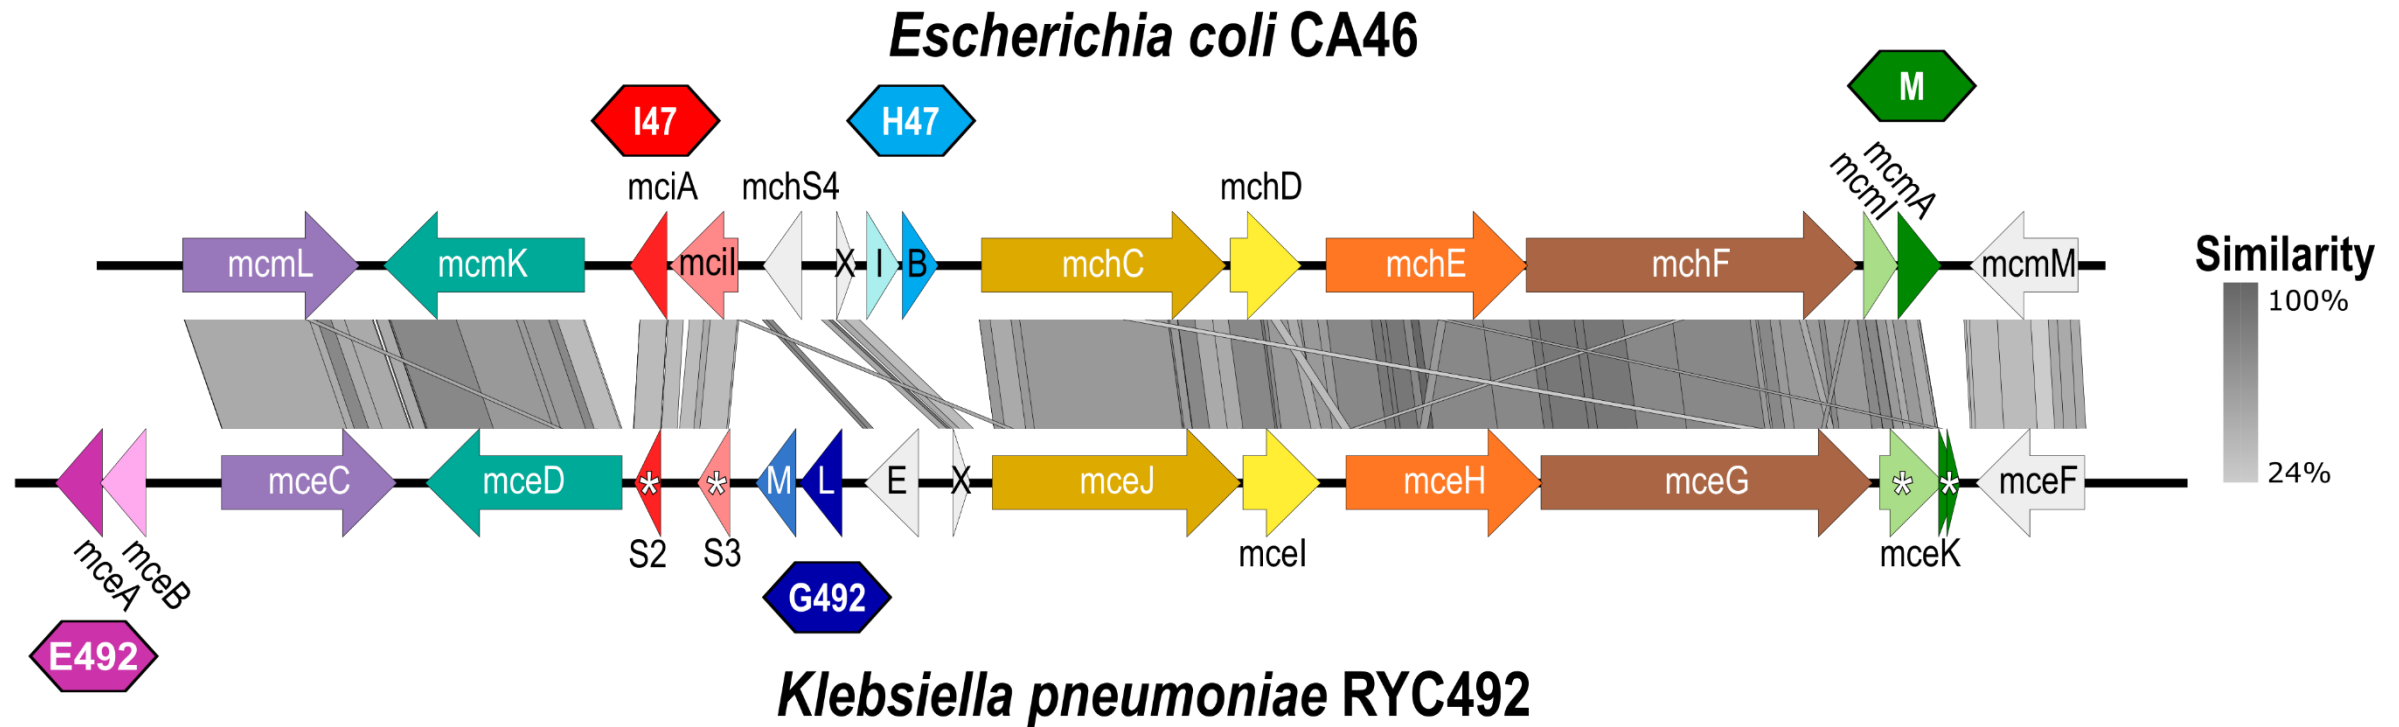 Escherichia coli CA46
M
I47
H47
mciA
mchS4
mchD
mcmI
mcmA
mcmL
mcmK
mciI
X
I
B
mchC
mchE
mchF
mcmM
Similarity
100%
24%
mceC
mceD
*
*
M
L
E
X
mceJ
mceH
mceG
*
*
mceF
mceA
mceB
S2
S3
mceI
mceK
G492
E492
Klebsiella pneumoniae RYC492